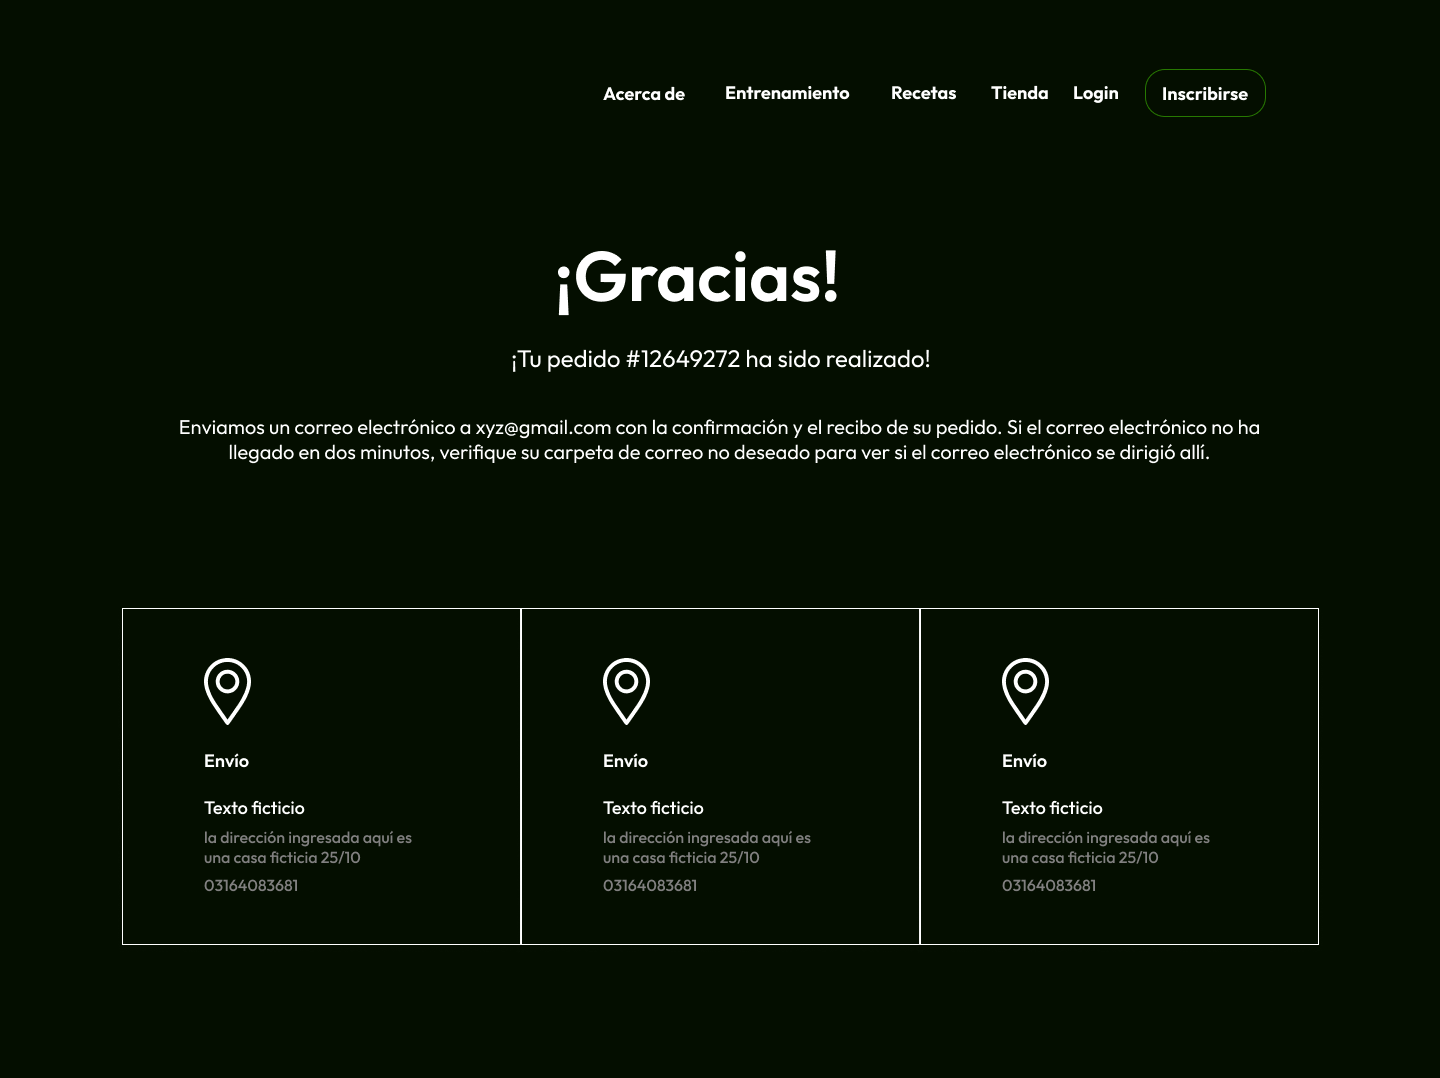 Acerca de Entrenamiento Recetas Tienda Login Inscribirse
¡Gracias!
¡Tu pedido #12649272 ha sido realizado!
Enviamos un correo electrónico a xyz@gmail.com con la confirmación y el recibo de su pedido. Si el correo electrónico no ha
llegado en dos minutos, verifique su carpeta de correo no deseado para ver si el correo electrónico se dirigió allí.
Envío
Texto ficticio
la dirección ingresada aquí es
una casa ficticia 25/10
03164083681
Envío
Texto ficticio
la dirección ingresada aquí es
una casa ficticia 25/10
03164083681
Envío
Texto ficticio
la dirección ingresada aquí es
una casa ficticia 25/10
03164083681